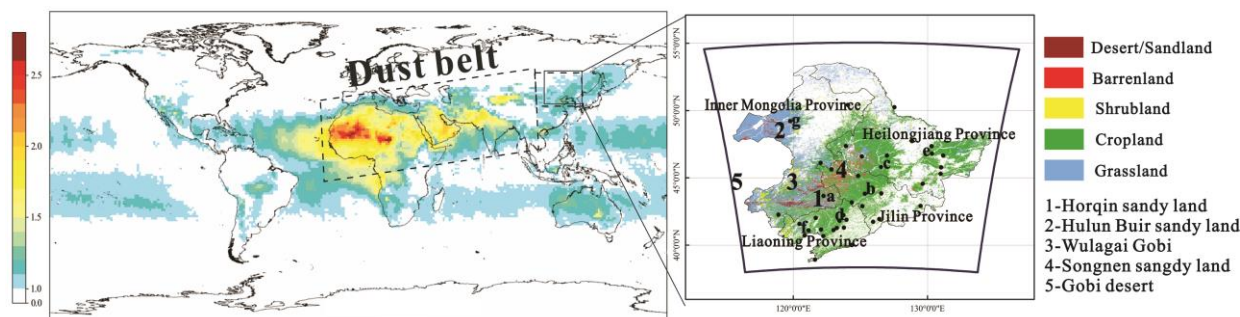 2.5
2.0
1.5
1.0
0.0
Dust belt
55°0'0"N
50°0'0"N
45°0'0"N
40°0'0"N
120°0'0"E
130°0'0"E
Inner Mongolia Province
2
g
Heilongjiang Province
e
c
5
3
4
1
a
b
d
Jilin Province
f
Liaoning Province
Desert/Sandland
Barrenland
Shrubland
Cropland
Grassland
1-Horqin sandy land
2-Hulun Buir sandy land
3-Wulagai Gobi
4-Songnen sangdy land
5-Gobi desert